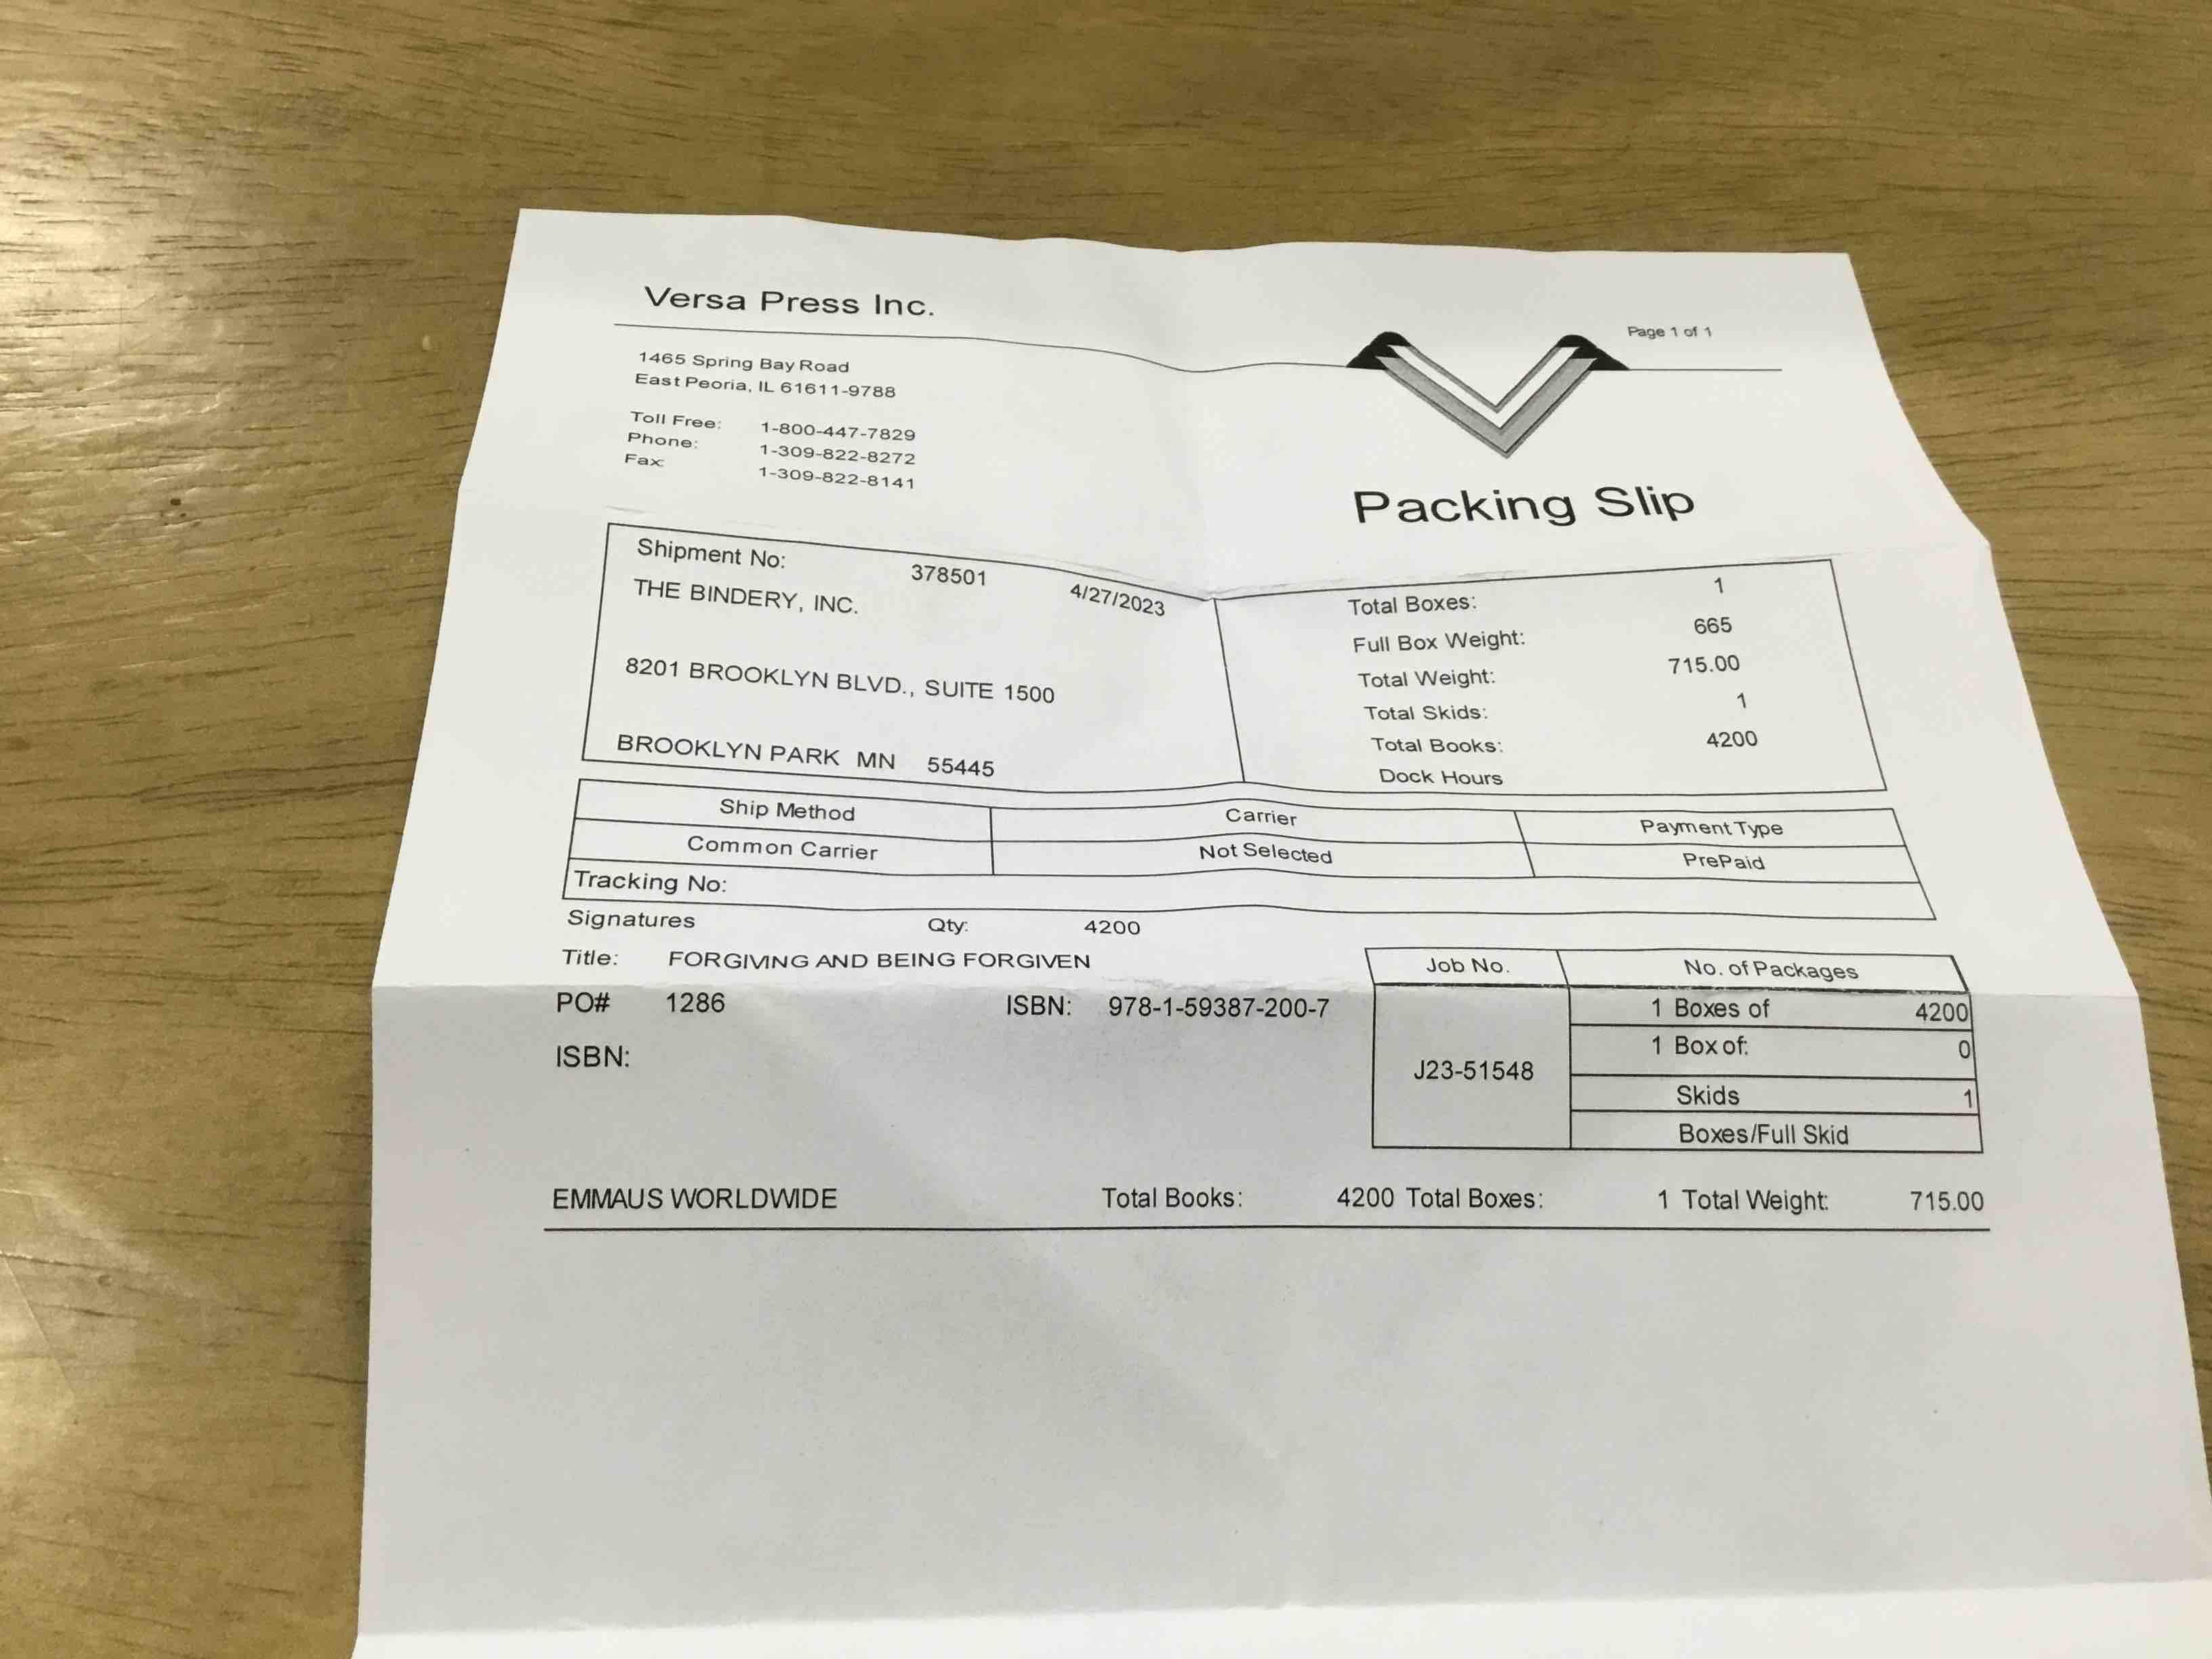 Versa Press Inc.
Page 1 of 1
1465 Spring Bay Road
East Peoria, IL 61611-9788
Toll Free: 1-800-447-7829
Phone: 1-309-822-8272
Fax: 1-309-822-8141
Packing Slip
Shipment No: 378501 4/27/2023
THE BINDERY, INC.
8201 BROOKLYN BLVD., SUITE 1500
BROOKLYN PARK MN 55445
Total Boxes: 1
Full Box Weight: 665
Total Weight: 715.00
Total Skids: 1
Total Books: 4200
Dock Hours
Ship Method Carrier Payment Type
Common Carrier Not Selected PrePaid
Tracking No:
Signatures Qty: 4200
Title: FORGIVING AND BEING FORGIVEN
PO# 1286 ISBN: 978-1-59387-200-7
ISBN:
Job No. No. of Packages
J23-51548
1 Boxes of 4200
1 Box of: 0
Skids 1
Boxes/Full Skid
EMMAUS WORLDWIDE Total Books: 4200 Total Boxes: 1 Total Weight: 715.00